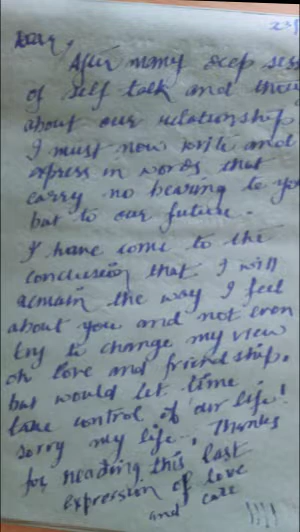 Dear,
After many deep ses
of self talk and thou
about our relationship
I must now write and
express in words that
carry no bearing to yo
but to our future.
I have come to the
conclusion that I will
remain the way I feel
about you and not even
try to change my view
on love and friendship.
but would let time
take control of our life!
sorry my life. Thanks
for reading this last
expression of love
and care